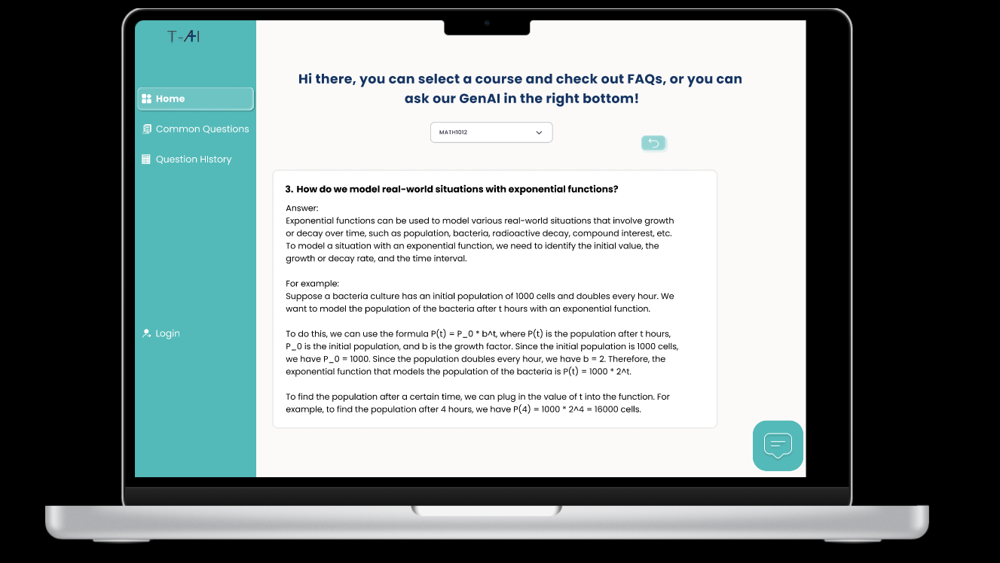 T-AI
Home
Common Questions
Question History
Login
Hi there, you can select a course and check out FAQs, or you can
ask our GenAI in the right bottom!
MATH1012
3. How do we model real-world situations with exponential functions?
Answer:
Exponential functions can be used to model various real-world situations that involve growth
or decay over time, such as population, bacteria, radioactive decay, compound interest, etc.
To model a situation with an exponential function, we need to identify the initial value, the
growth or decay rate, and the time interval.
For example:
Suppose a bacteria culture has an initial population of 1000 cells and doubles every hour. We
want to model the population of the bacteria after t hours with an exponential function.
To do this, we can use the formula P(t) = P_0 * b^t, where P(t) is the population after t hours,
P_0 is the initial population, and b is the growth factor. Since the initial population is 1000 cells,
we have P_0 = 1000. Since the population doubles every hour, we have b = 2. Therefore, the
exponential function that models the population of the bacteria is P(t) = 1000 * 2^t.
To find the population after a certain time, we can plug in the value of t into the function. For
example, to find the population after 4 hours, we have P(4) = 1000 * 2^4 = 16000 cells.